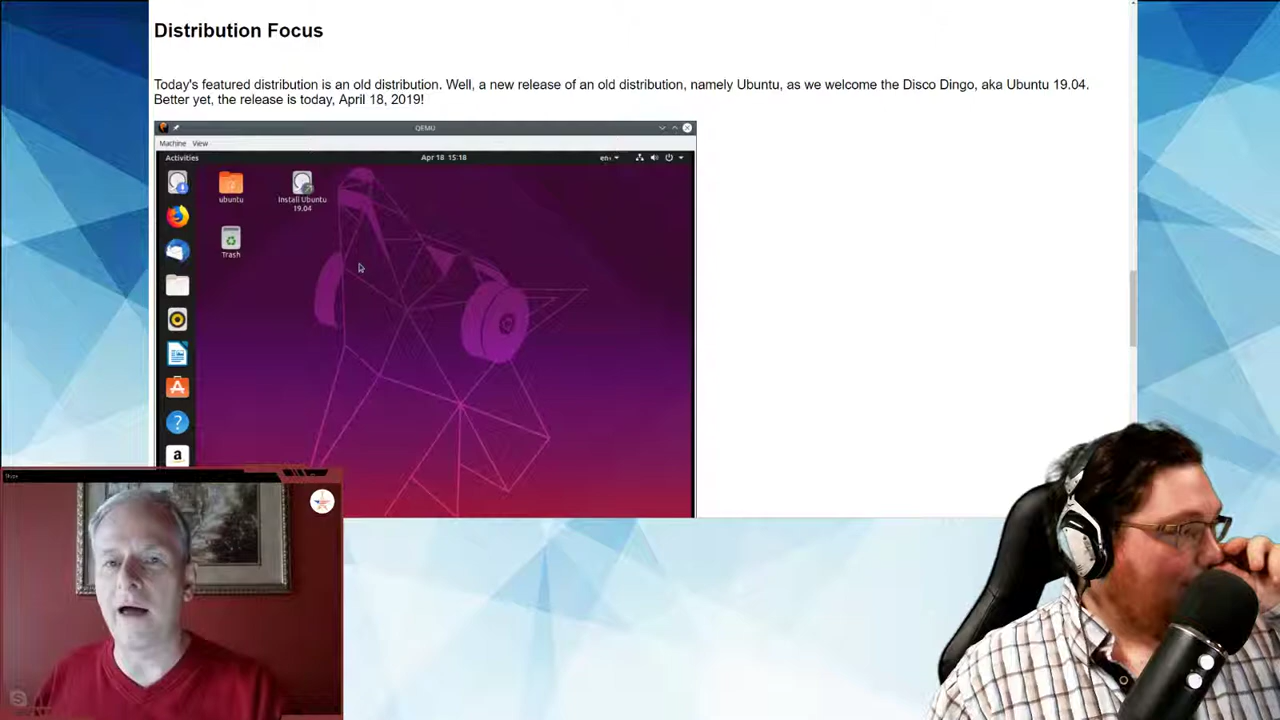 Distribution Focus
Today's featured distribution is an old distribution. Well, a new release of an old distribution, namely Ubuntu, as we welcome the Disco Dingo, aka Ubuntu 19.04.
Better yet, the release is today, April 18, 2019!
QEMU
Machine View
Activities
Apr 18 15:18
en
ubuntu
Install Ubuntu
19.04
Trash
?
a
S